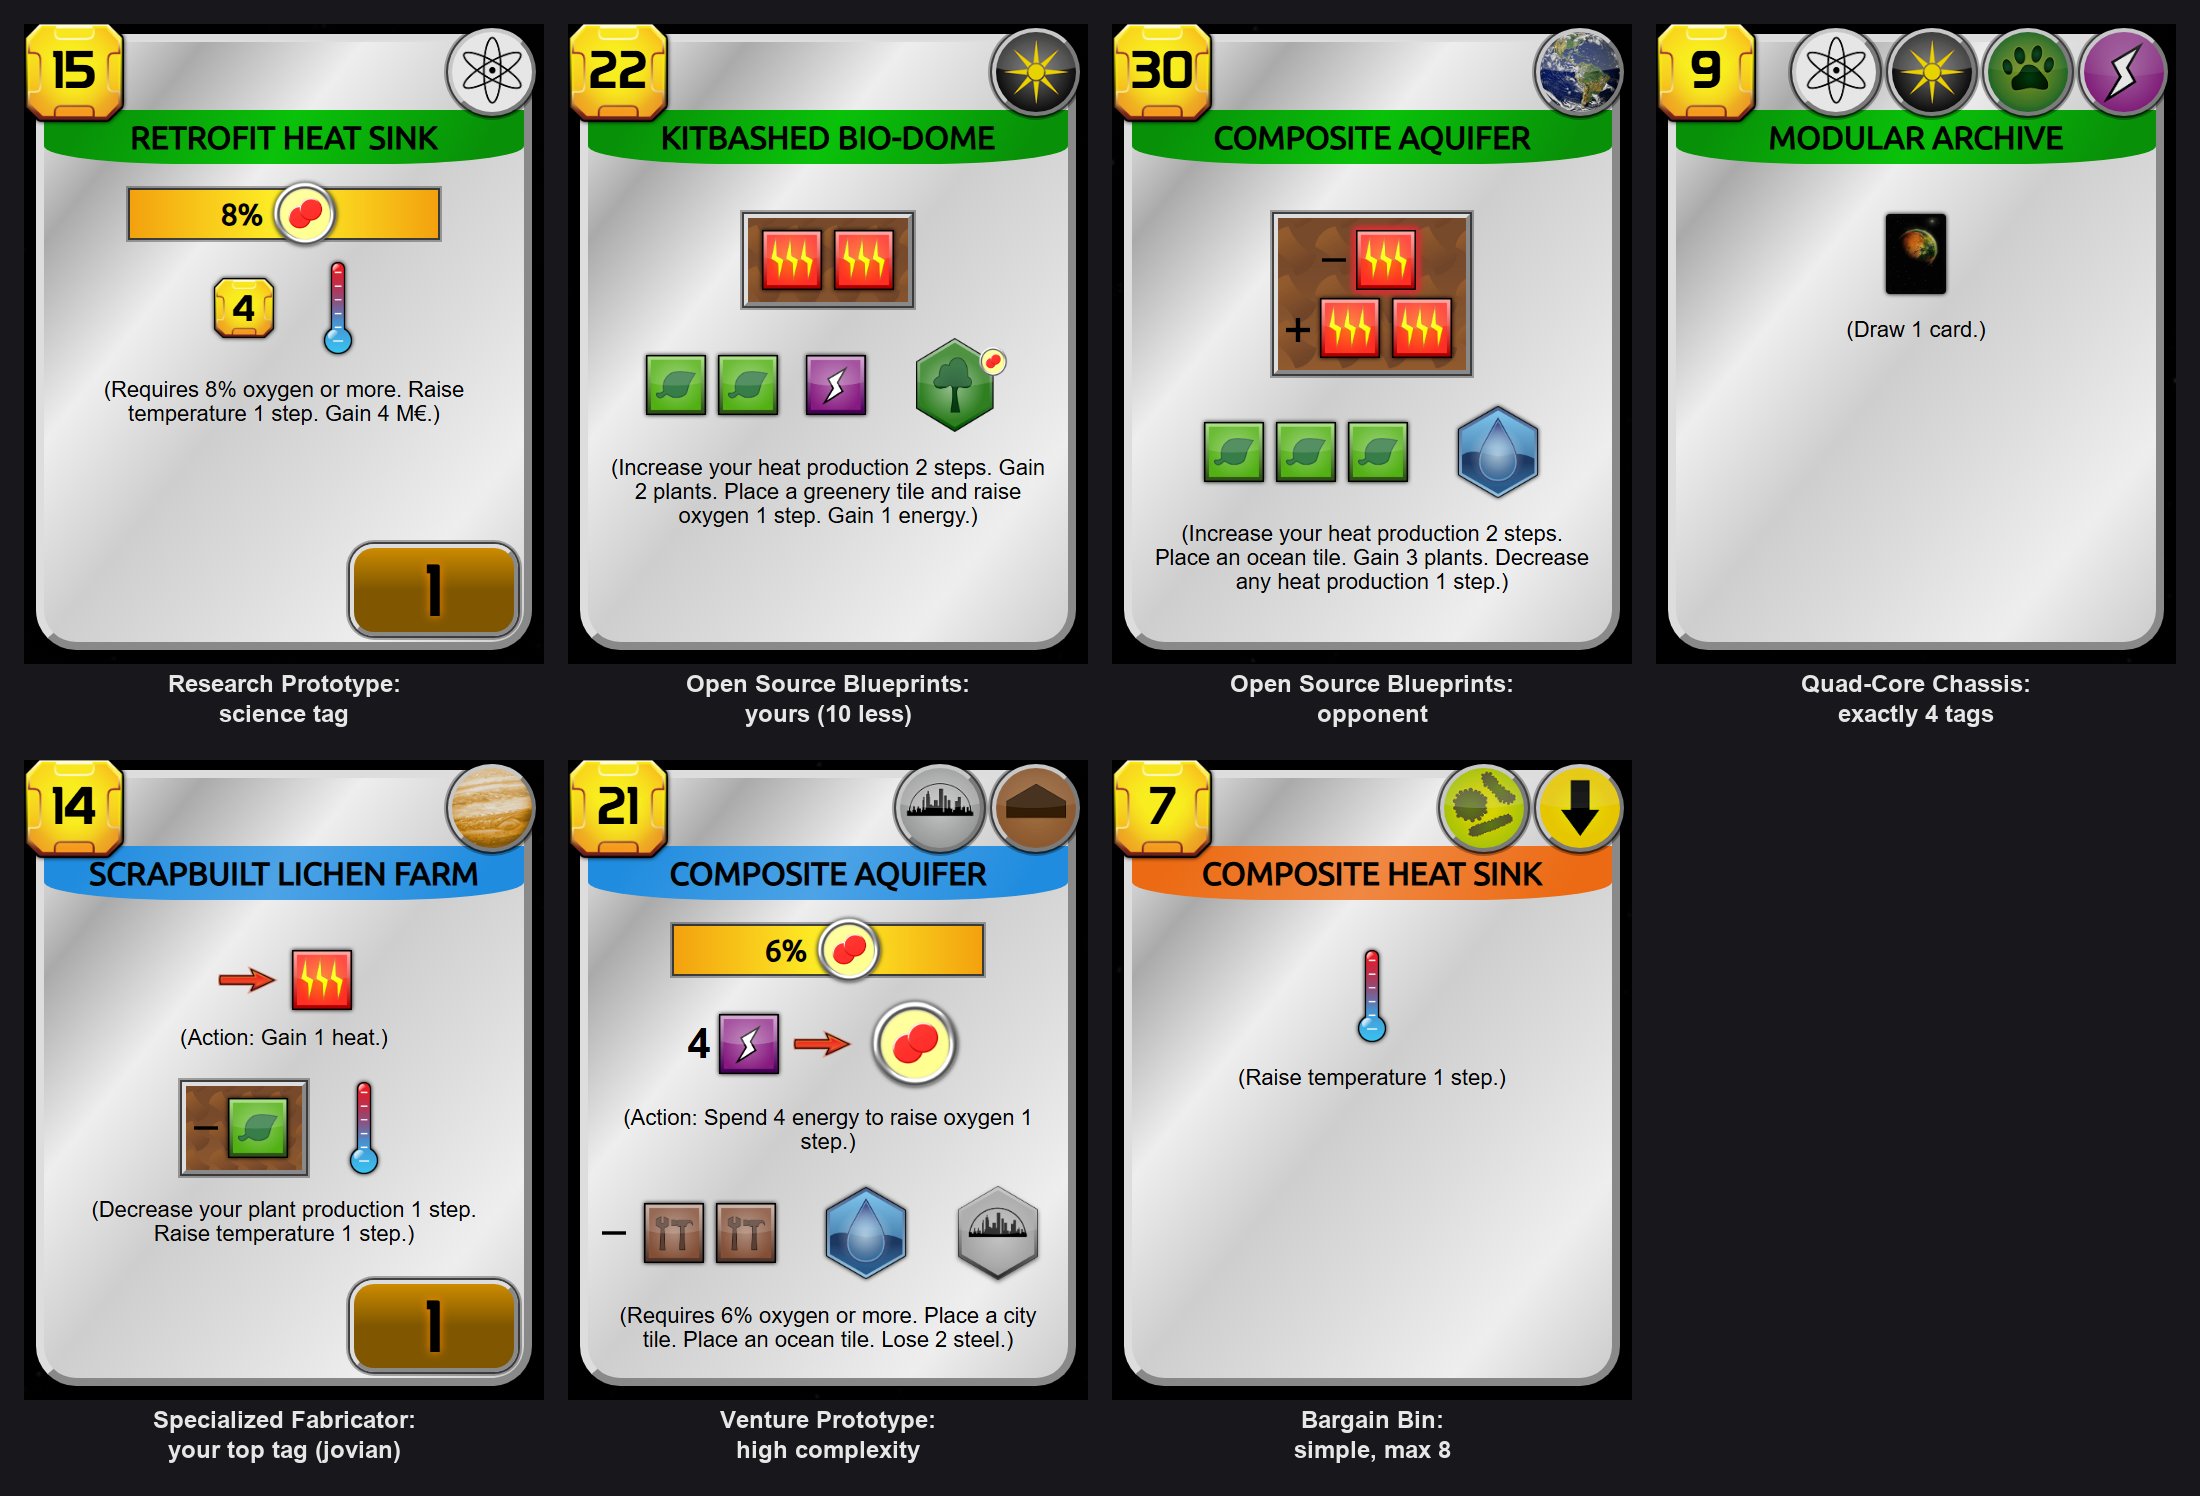 15
RETROFIT HEAT SINK
8%
4
(Requires 8% oxygen or more. Raise
temperature 1 step. Gain 4 M€.)
1
Research Prototype:
science tag
22
KITBASHED BIO-DOME
(Increase your heat production 2 steps. Gain
2 plants. Place a greenery tile and raise
oxygen 1 step. Gain 1 energy.)
Open Source Blueprints:
yours (10 less)
30
COMPOSITE AQUIFER
−
+
(Increase your heat production 2 steps.
Place an ocean tile. Gain 3 plants. Decrease
any heat production 1 step.)
Open Source Blueprints:
opponent
9
MODULAR ARCHIVE
(Draw 1 card.)
Quad-Core Chassis:
exactly 4 tags
14
SCRAPBUILT LICHEN FARM
(Action: Gain 1 heat.)
−
(Decrease your plant production 1 step.
Raise temperature 1 step.)
1
Specialized Fabricator:
your top tag (jovian)
21
COMPOSITE AQUIFER
6%
4
(Action: Spend 4 energy to raise oxygen 1
step.)
−
(Requires 6% oxygen or more. Place a city
tile. Place an ocean tile. Lose 2 steel.)
Venture Prototype:
high complexity
7
COMPOSITE HEAT SINK
(Raise temperature 1 step.)
Bargain Bin:
simple, max 8